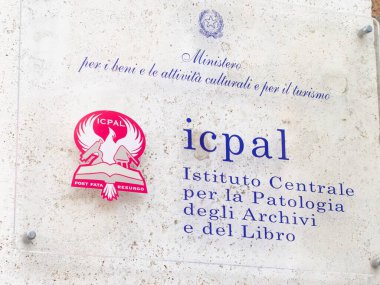 Ministero
per i beni e le attività culturali e per il turismo
ICPAL
POST FATA RESURGO
icpal
Istituto Centrale
per la Patologia
degli Archivi
e del Libro